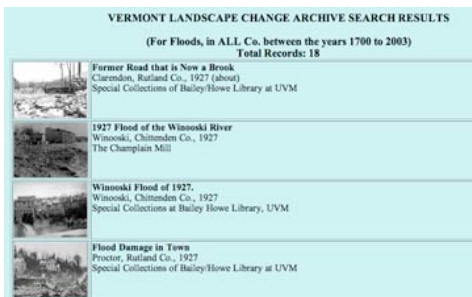 VERMONT LANDSCAPE CHANGE ARCHIVE SEARCH RESULTS
(For Floods, in ALL Co. between the years 1700 to 2003)
Total Records: 18
Former Road that is Now a Brook
Clarendon, Rutland Co., 1927 (about)
Special Collections of Bailey/Howe Library at UVM
1927 Flood of the Winooski River
Winooski, Chittenden Co., 1927
The Champlain Mill
Winooski Flood of 1927.
Winooski, Chittenden Co., 1927
Special Collections at Bailey Howe Library, UVM
Flood Damage in Town
Proctor, Rutland Co., 1927
Special Collections of Bailey/Howe Library at UVM